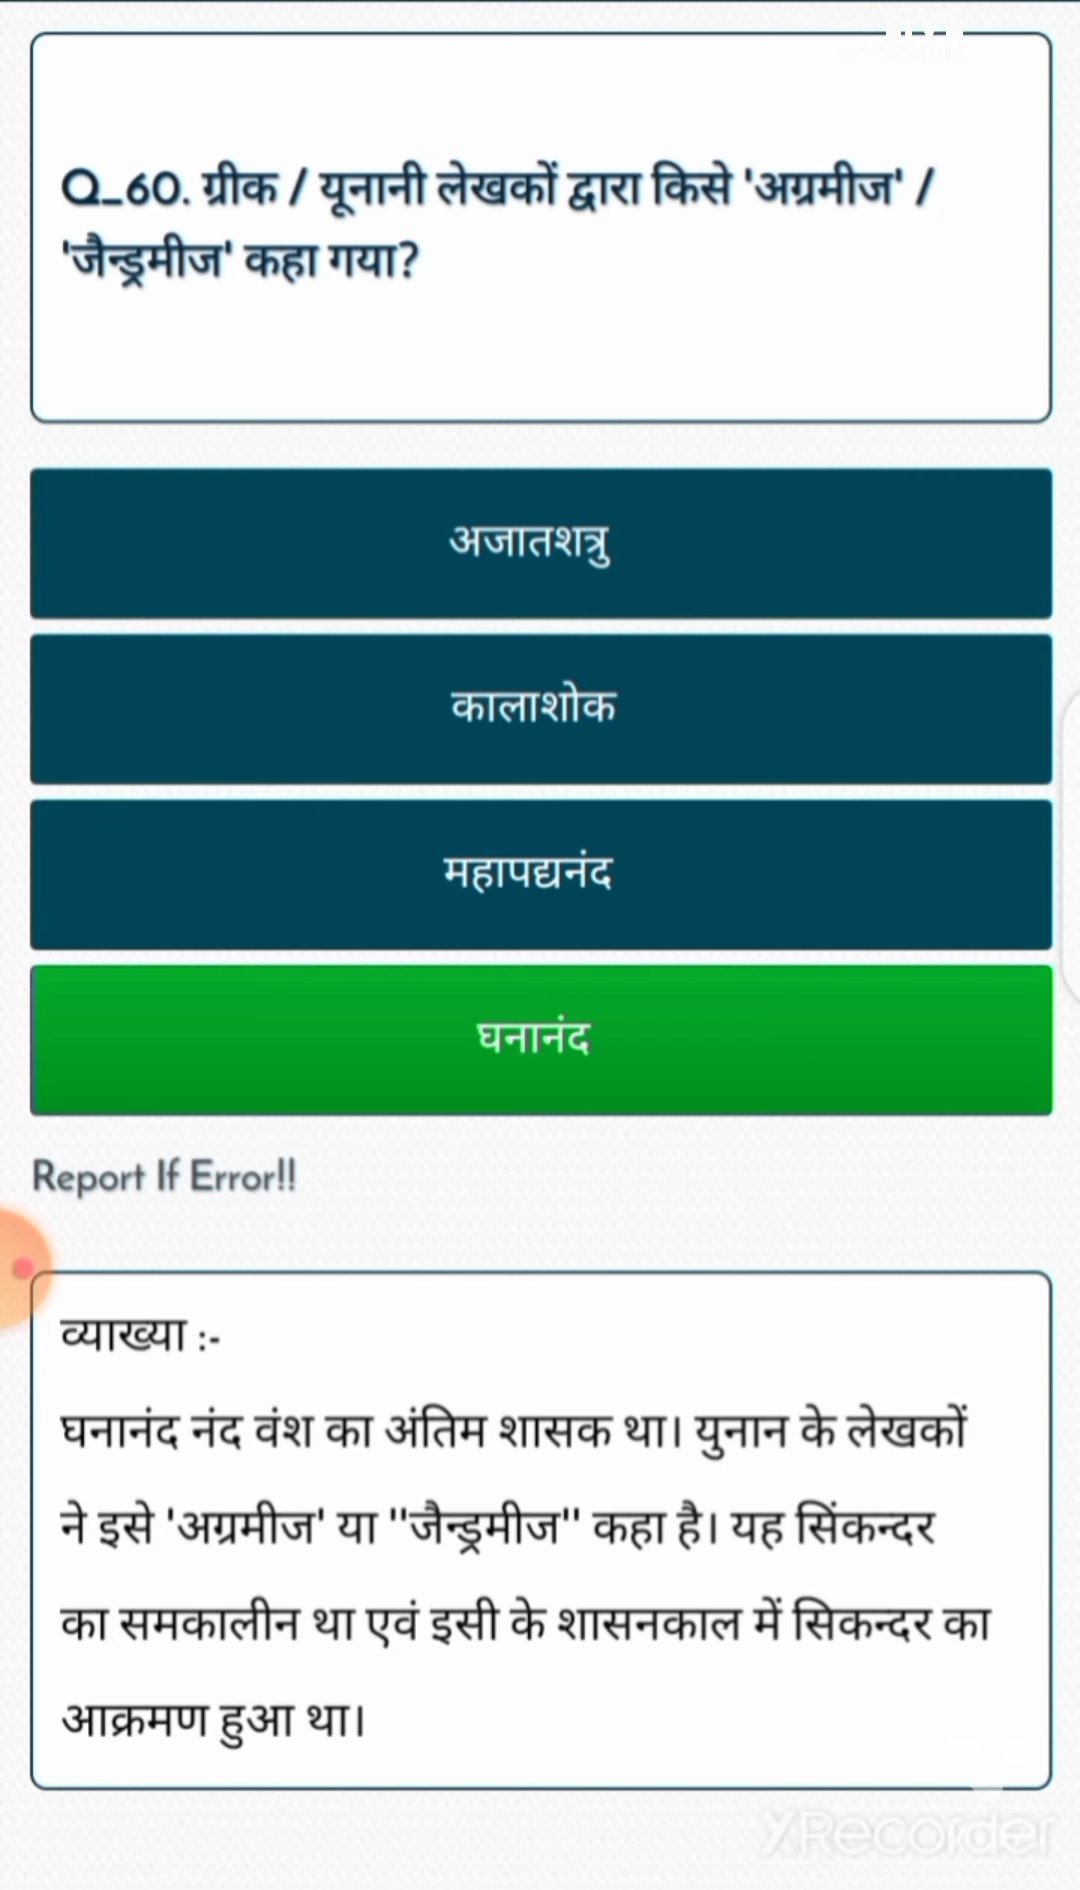 Q_60. ग्रीक / यूनानी लेखकों द्वारा किसे 'अग्रमीज' /
'जैन्ड्रमीज' कहा गया?
अजातशत्रु
कालाशोक
महापद्यनंद
घनानंद
Report If Error!!
व्याख्या :-
घनानंद नंद वंश का अंतिम शासक था। युनान के लेखकों
ने इसे 'अग्रमीज' या ''जैन्ड्रमीज'' कहा है। यह सिंकन्दर
का समकालीन था एवं इसी के शासनकाल में सिकन्दर का
आक्रमण हुआ था।
XRecorder